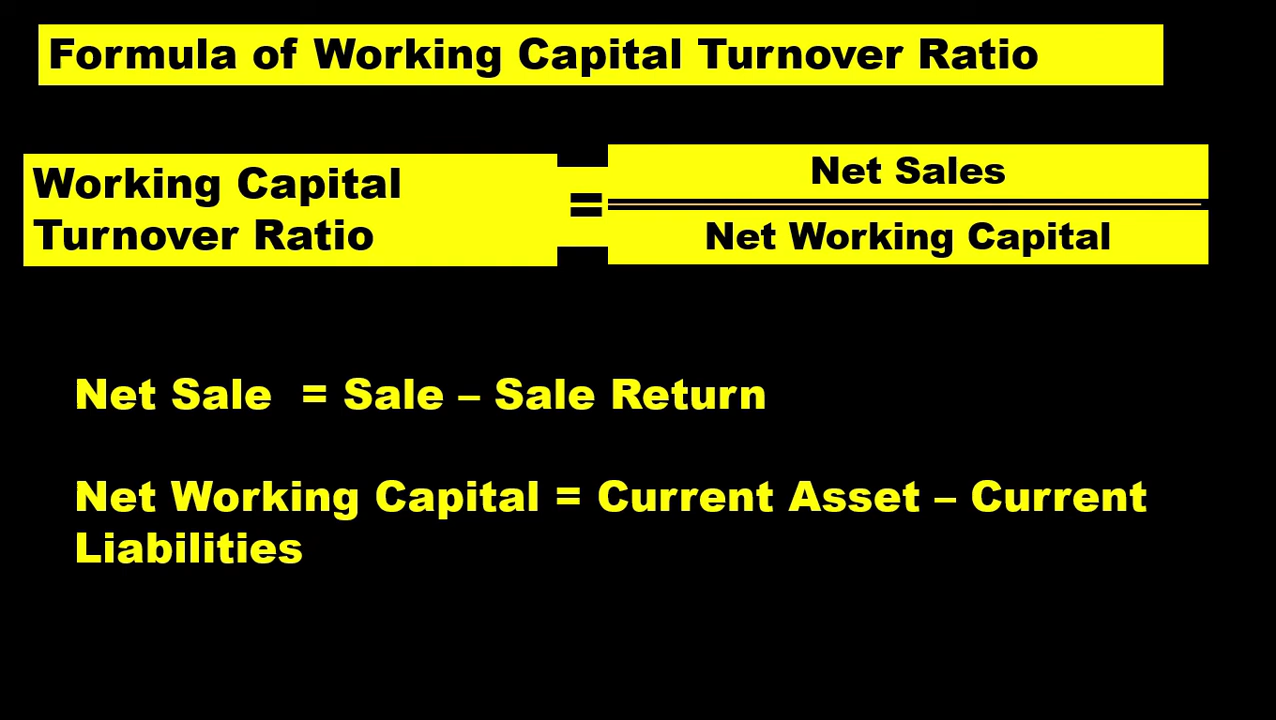 Formula of Working Capital Turnover Ratio
Working Capital
Turnover Ratio
=
Net Sales
Net Working Capital
Net Sale = Sale – Sale Return
Net Working Capital = Current Asset – Current
Liabilities